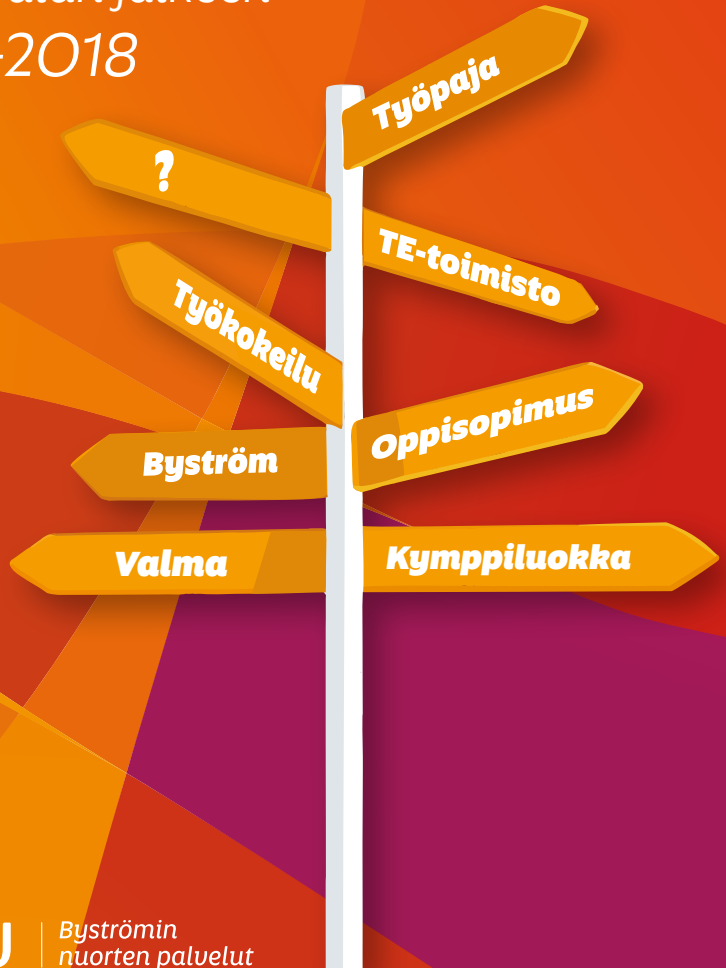 -2018
Työpaja
?
TE-toimisto
Työkokeilu
Oppisopimus
Byström
Valma
Kymppiluokka
Byströmin
nuorten palvelut